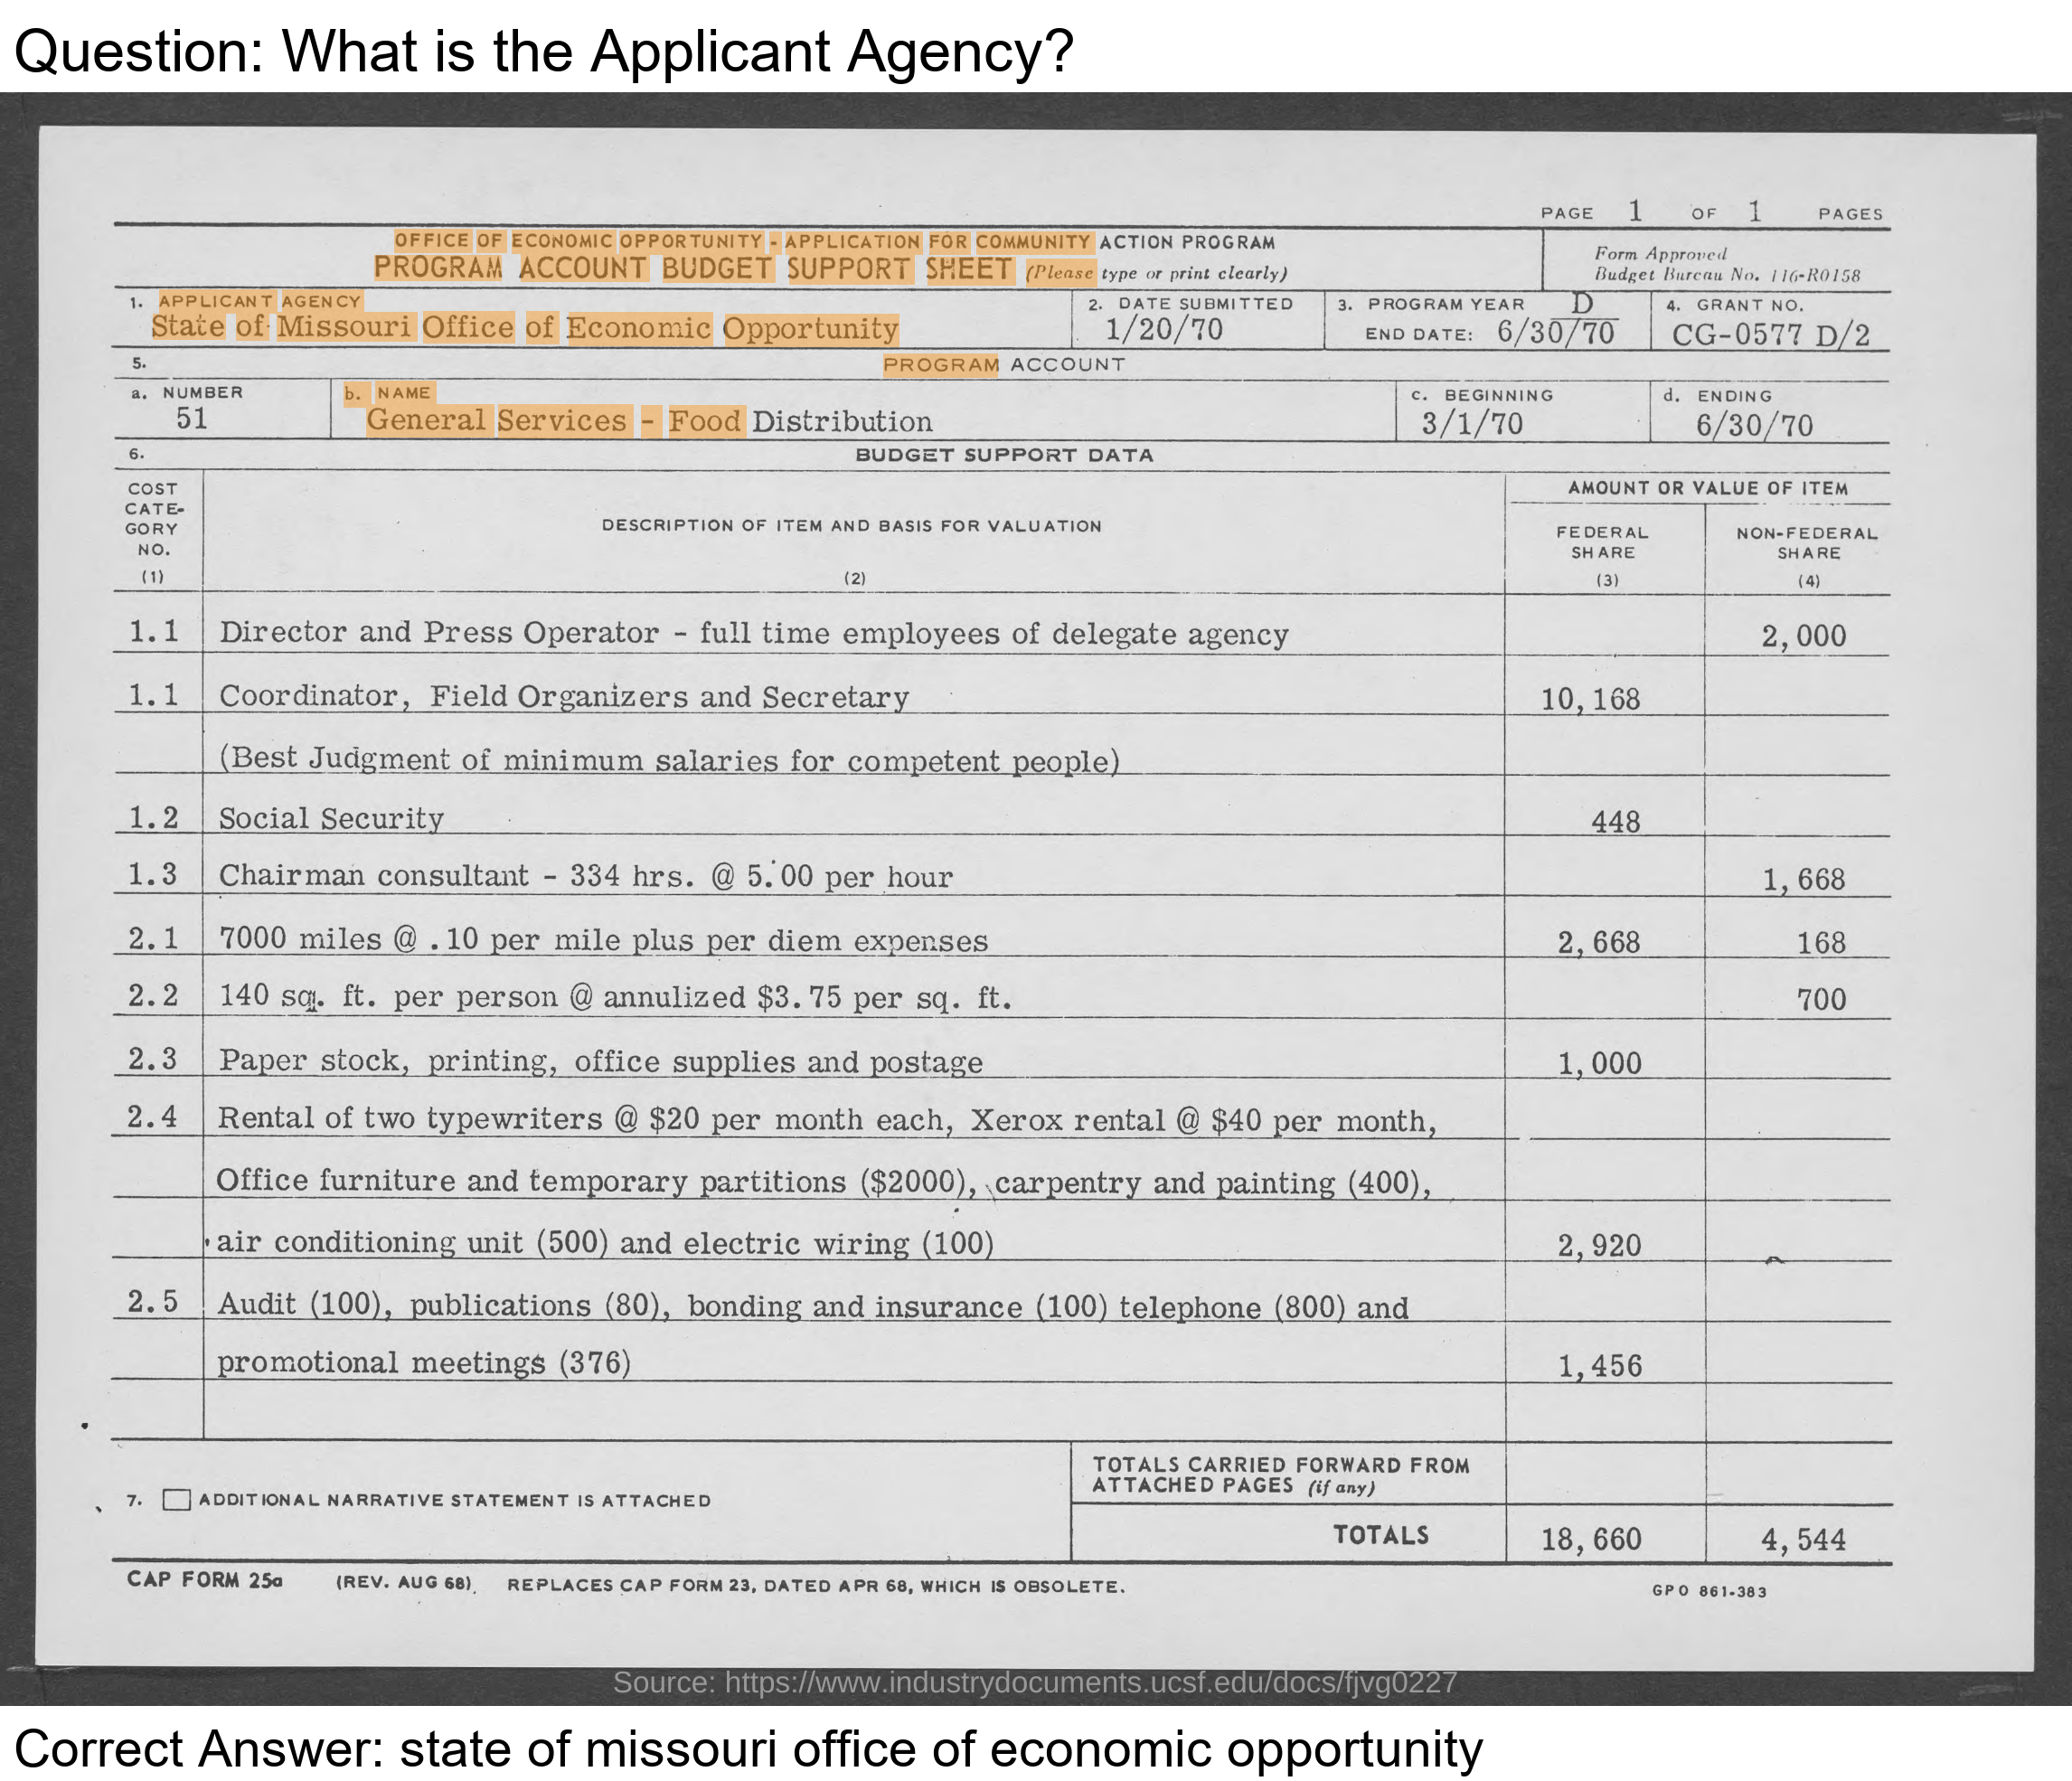 Question: What is the Applicant Agency?
PAGE 1 OF 1 PAGES
OFFICE OF ECONOMIC OPPORTUNITY - APPLICATION FOR COMMUNITY ACTION PROGRAM
PROGRAM ACCOUNT BUDGET SUPPORT SHEET (Please type or print clearly)
Form Approved
Budget Bureau No. 116-R0158
1. APPLICANT AGENCY
State of Missouri Office of Economic Opportunity
2. DATE SUBMITTED
1/20/70
3. PROGRAM YEAR D
END DATE: 6/30/70
4. GRANT NO.
CG-0577 D/2
5. PROGRAM ACCOUNT
a. NUMBER
51
b. NAME
General Services - Food Distribution
c. BEGINNING
3/1/70
d. ENDING
6/30/70
6. BUDGET SUPPORT DATA
COST
CATE-
GORY
NO.
(1)
DESCRIPTION OF ITEM AND BASIS FOR VALUATION
(2)
AMOUNT OR VALUE OF ITEM
FEDERAL
SHARE
(3)
NON-FEDERAL
SHARE
(4)
1.1 Director and Press Operator - full time employees of delegate agency 2,000
1.1 Coordinator, Field Organizers and Secretary 10,168
(Best Judgment of minimum salaries for competent people)
1.2 Social Security 448
1.3 Chairman consultant - 334 hrs. @ 5.00 per hour 1,668
2.1 7000 miles @ .10 per mile plus per diem expenses 2,668 168
2.2 140 sq. ft. per person @ annulized $3.75 per sq. ft. 700
2.3 Paper stock, printing, office supplies and postage 1,000
2.4 Rental of two typewriters @ $20 per month each, Xerox rental @ $40 per month,
Office furniture and temporary partitions ($2000), carpentry and painting (400),
air conditioning unit (500) and electric wiring (100) 2,920
2.5 Audit (100), publications (80), bonding and insurance (100) telephone (800) and
promotional meetings (376) 1,456
7. ADDITIONAL NARRATIVE STATEMENT IS ATTACHED
TOTALS CARRIED FORWARD FROM
ATTACHED PAGES (if any)
TOTALS 18,660 4,544
CAP FORM 25a (REV. AUG 68). REPLACES CAP FORM 23, DATED APR 68, WHICH IS OBSOLETE.
GPO 861-383
Source: https://www.industrydocuments.ucsf.edu/docs/fjvg0227
Correct Answer: state of missouri office of economic opportunity